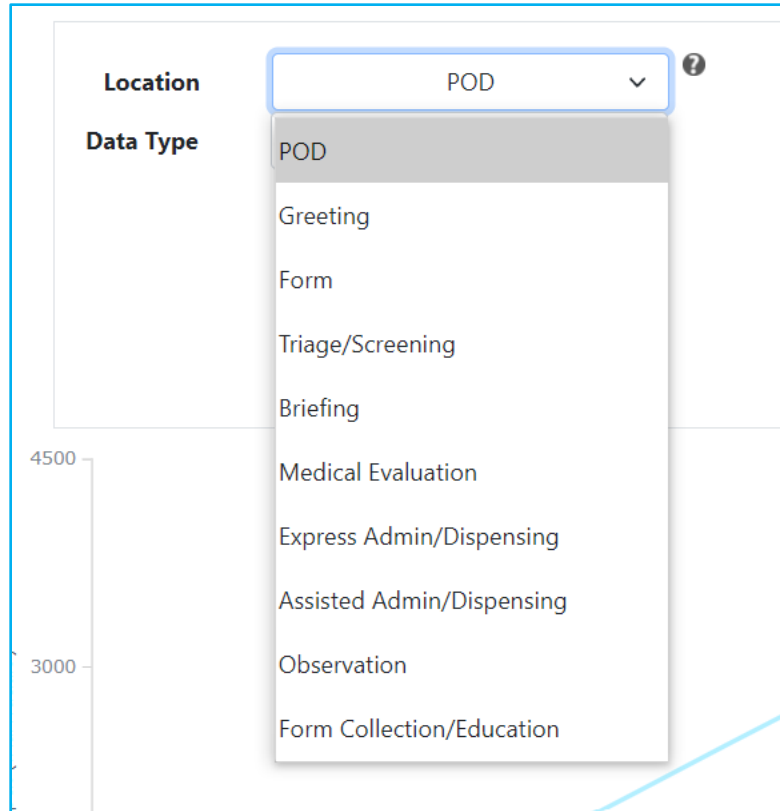 Location POD ?
Data Type
POD
Greeting
Form
Triage/Screening
Briefing
Medical Evaluation
Express Admin/Dispensing
Assisted Admin/Dispensing
Observation
Form Collection/Education
4500
3000